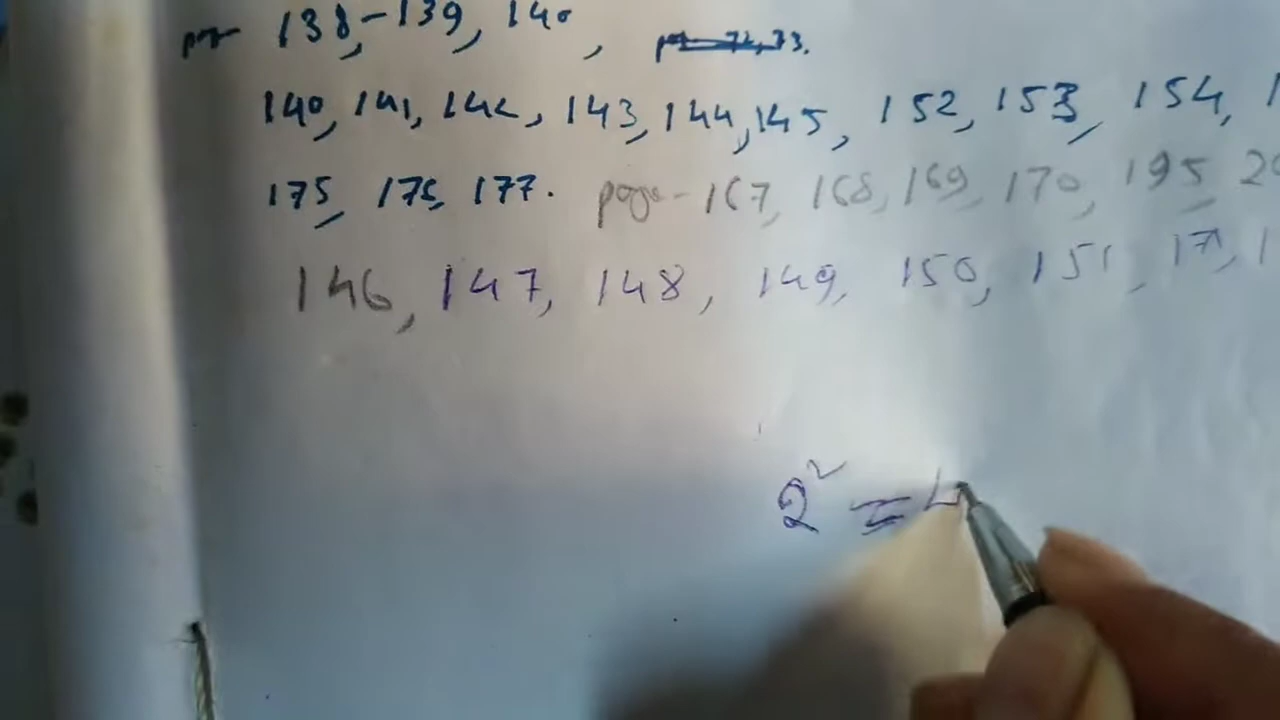 138,-139, 140,
140, 141, 142, 143, 144, 145, 152, 153, 154,
175, 176, 177. page-167, 168, 169, 170, 195,
146, 147, 148, 149, 150, 151, 171,
2² = 4